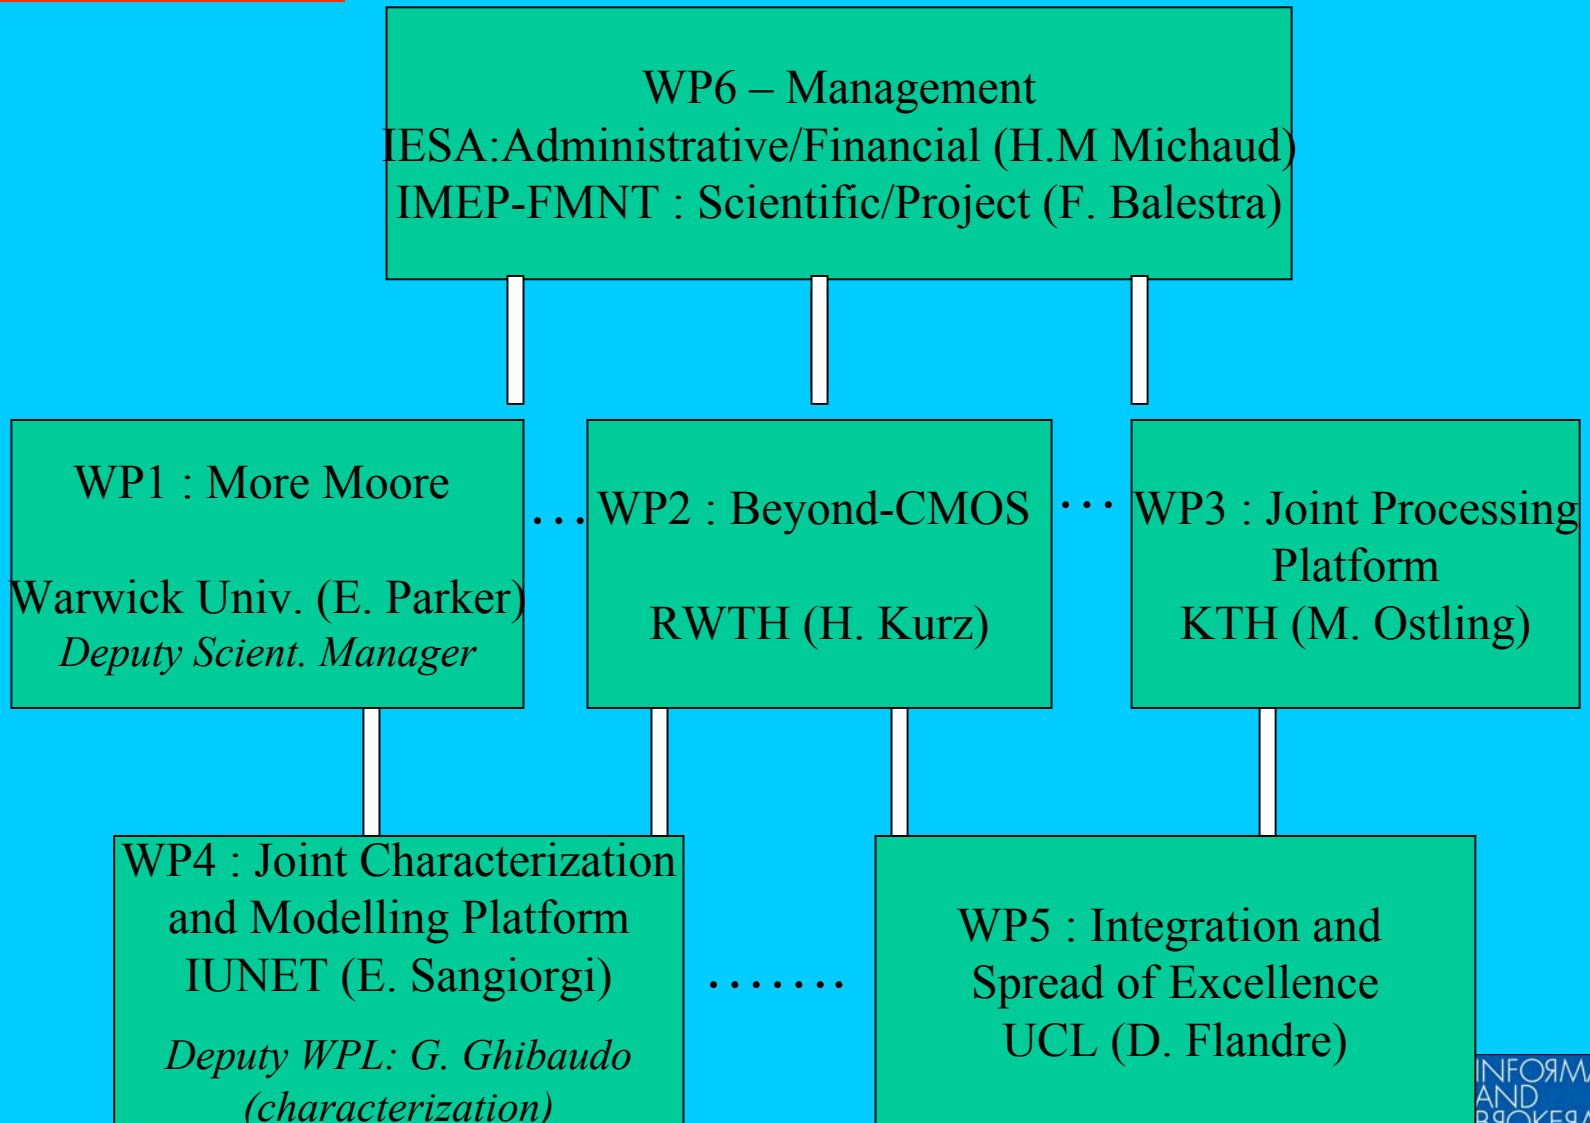 WP6 – Management
IESA:Administrative/Financial (H.M Michaud)
IMEP-FMNT : Scientific/Project (F. Balestra)
WP1 : More Moore
Warwick Univ. (E. Parker)
Deputy Scient. Manager
...
WP2 : Beyond-CMOS
RWTH (H. Kurz)
...
WP3 : Joint Processing
Platform
KTH (M. Ostling)
WP4 : Joint Characterization
and Modelling Platform
IUNET (E. Sangiorgi)
Deputy WPL: G. Ghibaudo
(characterization)
.......
WP5 : Integration and
Spread of Excellence
UCL (D. Flandre)
INFORMA
AND
BROKERA